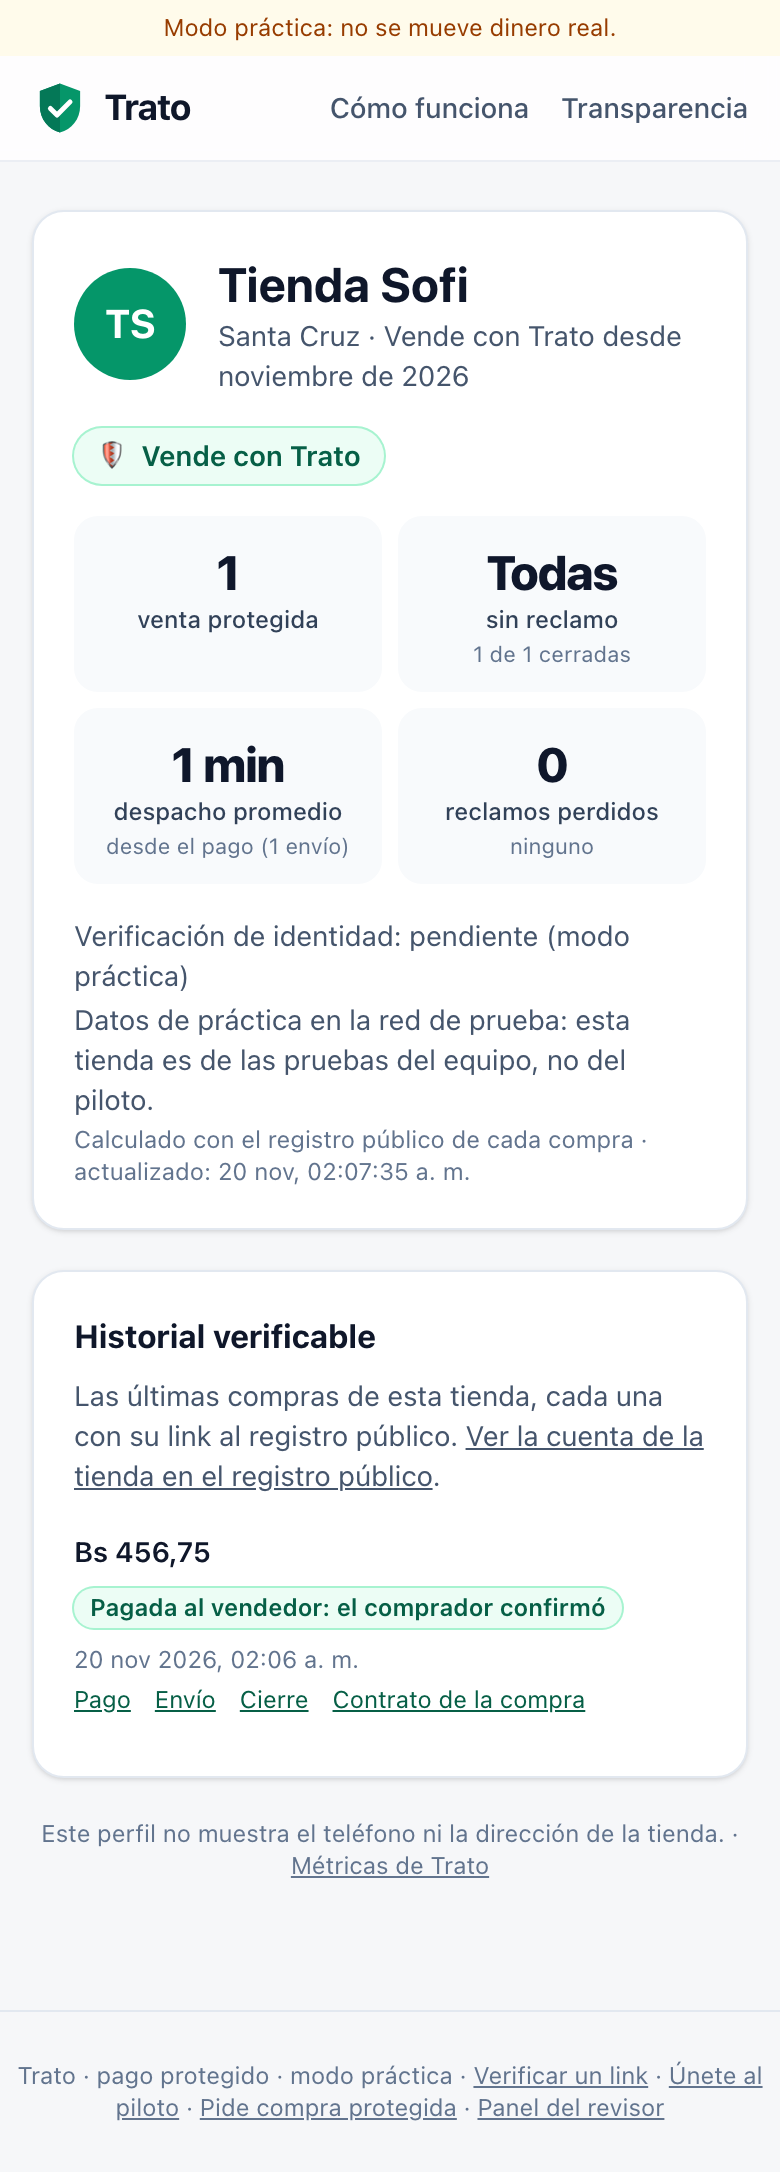 Modo práctica: no se mueve dinero real.
Trato
Cómo funciona Transparencia
TS
Tienda Sofi
Santa Cruz · Vende con Trato desde
noviembre de 2026
Vende con Trato
1
venta protegida
Todas
sin reclamo
1 de 1 cerradas
1 min
despacho promedio
desde el pago (1 envío)
0
reclamos perdidos
ninguno
Verificación de identidad: pendiente (modo
práctica)
Datos de práctica en la red de prueba: esta
tienda es de las pruebas del equipo, no del
piloto.
Calculado con el registro público de cada compra ·
actualizado: 20 nov, 02:07:35 a. m.
Historial verificable
Las últimas compras de esta tienda, cada una
con su link al registro público. Ver la cuenta de la
tienda en el registro público.
Bs 456,75
Pagada al vendedor: el comprador confirmó
20 nov 2026, 02:06 a. m.
Pago Envío Cierre Contrato de la compra
Este perfil no muestra el teléfono ni la dirección de la tienda. ·
Métricas de Trato
Trato · pago protegido · modo práctica · Verificar un link · Únete al
piloto · Pide compra protegida · Panel del revisor